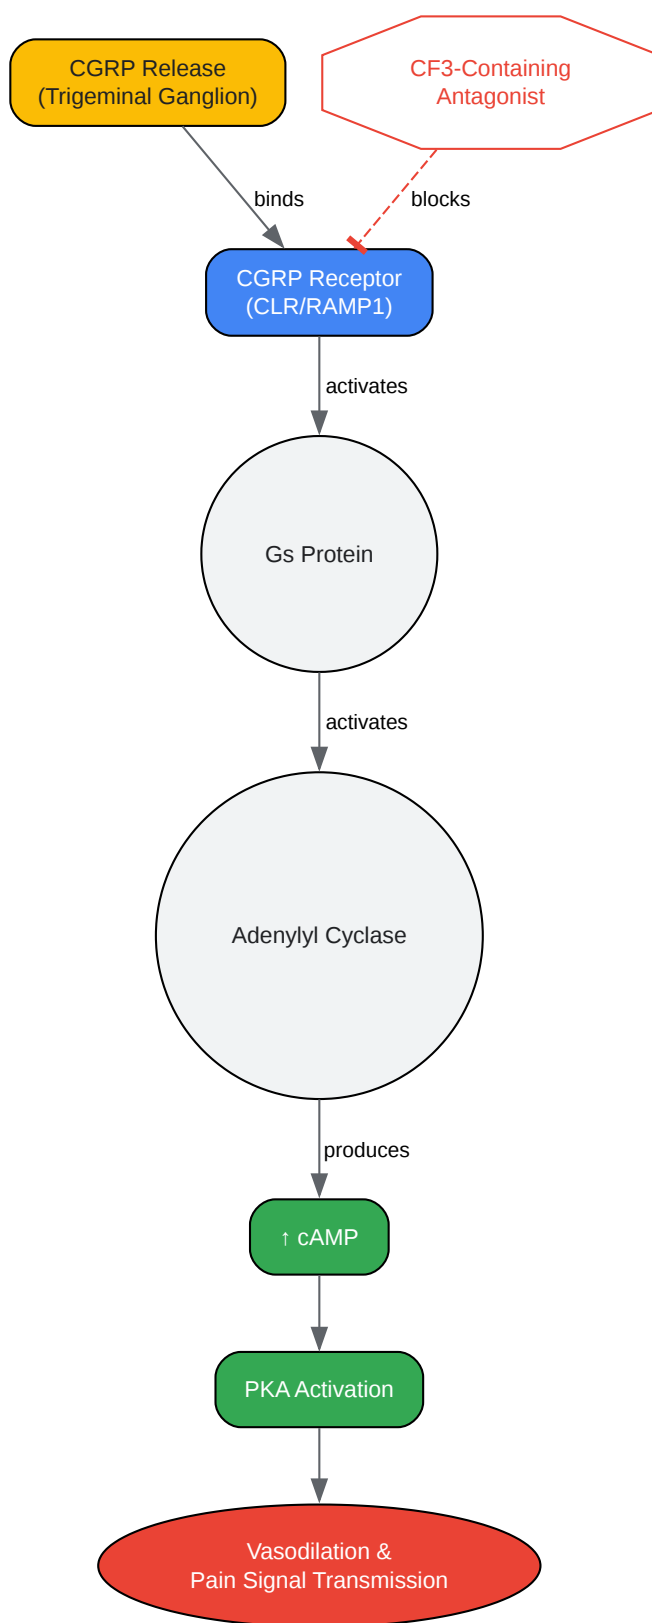 CGRP Release
(Trigeminal Ganglion)
CF3-Containing
Antagonist
binds
blocks
CGRP Receptor
(CLR/RAMP1)
activates
Gs Protein
activates
Adenylyl Cyclase
produces
↑ cAMP
PKA Activation
Vasodilation &
Pain Signal Transmission